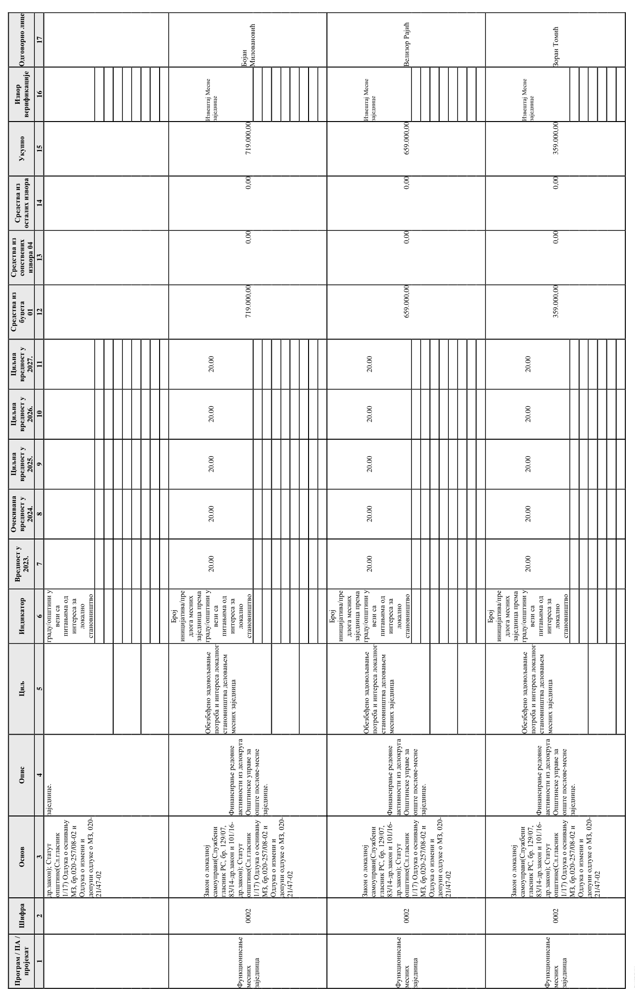 Програм / ПА /
пројекат
Шифра
Основ
Опис
Циљ
Индикатор
Вредност у
2023.
Очекивана
вредност у
2024.
Циљна
вредност у
2025.
Циљна
вредност у
2026.
Циљна
вредност у
2027.
Средства из
буџета
01
Средства из
сопствених
извора 04
Средства из
осталих извора
Укупно
Извор
верификације
Одговорно лице
1
2
3
4
5
6
7
8
9
10
11
12
13
14
15
16
17
др.закон); Статут
општине(Сл.гласник
1/17) Одлука о оснивању
МЗ, бр.020-257/08-02 и
Одлука о измени и
допуни одлуке о МЗ, 020-
21/47-02
заједнице.
граду/општини у
вези са
питањима од
интереса за
локално
становништво
Функционисање
месних
заједница
0002
Закон о локалној
самоуправи(Службени
гласник РС, бр. 129/07,
83/14-др.закон и 101/16-
др.закон); Статут
општине(Сл.гласник
1/17) Одлука о оснивању
МЗ, бр.020-257/08-02 и
Одлука о измени и
допуни одлуке о МЗ, 020-
21/47-02
Финансирање редовне
активности из делокруга
Општинске управе за
опште послове-месне
заједнице.
Обезбеђено задовољавање
потреба и интереса локалног
становништва деловањем
месних заједница
Број
иницијатива/пре
длога месних
заједница према
граду/општини у
вези са
питањима од
интереса за
локално
становништво
20.00
20.00
20.00
20.00
20.00
719.000,00
0,00
0,00
719.000,00
Извештај Месне
заједнице
Бојан
Миловановић
Функционисање
месних
заједница
0002
Закон о локалној
самоуправи(Службени
гласник РС, бр. 129/07,
83/14-др.закон и 101/16-
др.закон); Статут
општине(Сл.гласник
1/17) Одлука о оснивању
МЗ, бр.020-257/08-02 и
Одлука о измени и
допуни одлуке о МЗ, 020-
21/47-02
Финансирање редовне
активности из делокруга
Општинске управе за
опште послове-месне
заједнице.
Обезбеђено задовољавање
потреба и интереса локалног
становништва деловањем
месних заједница
Број
иницијатива/пре
длога месних
заједница према
граду/општини у
вези са
питањима од
интереса за
локално
становништво
20.00
20.00
20.00
20.00
20.00
659.000,00
0,00
0,00
659.000,00
Извештај Месне
заједнице
Велизор Рајић
Функционисање
месних
заједница
0002
Закон о локалној
самоуправи(Службени
гласник РС, бр. 129/07,
83/14-др.закон и 101/16-
др.закон); Статут
општине(Сл.гласник
1/17) Одлука о оснивању
МЗ, бр.020-257/08-02 и
Одлука о измени и
допуни одлуке о МЗ, 020-
21/47-02
Финансирање редовне
активности из делокруга
Општинске управе за
опште послове-месне
заједнице.
Обезбеђено задовољавање
потреба и интереса локалног
становништва деловањем
месних заједница
Број
иницијатива/пре
длога месних
заједница према
граду/општини у
вези са
питањима од
интереса за
локално
становништво
20.00
20.00
20.00
20.00
20.00
359.000,00
0,00
0,00
359.000,00
Извештај Месне
заједнице
Зоран Томић